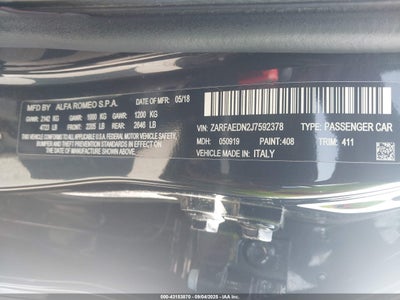 MFD BY ALFA ROMEO S.P.A. DATE OF MFR: 05/18
GVWR: 2142 KG GAWR: 1000 KG GAWR: 1200 KG
4723 LB FRONT: 2205 LB REAR: 2646 LB
THIS VEHICLE CONFORMS TO ALL APPLICABLE
U.S.A. FEDERAL MOTOR VEHICLE SAFETY,
BUMPER AND THEFT PREVENTION STANDARDS IN EFFECT
ON THE DATE OF MANUFACTURE SHOWN ABOVE.
VIN: ZARFAEDN2J7592378 TYPE: PASSENGER CAR
MDH: 050919 PAINT: 408 TRIM: 411
VEHICLE MADE IN: ITALY
500-43153870 - 09/04/2025 - IAA Inc.